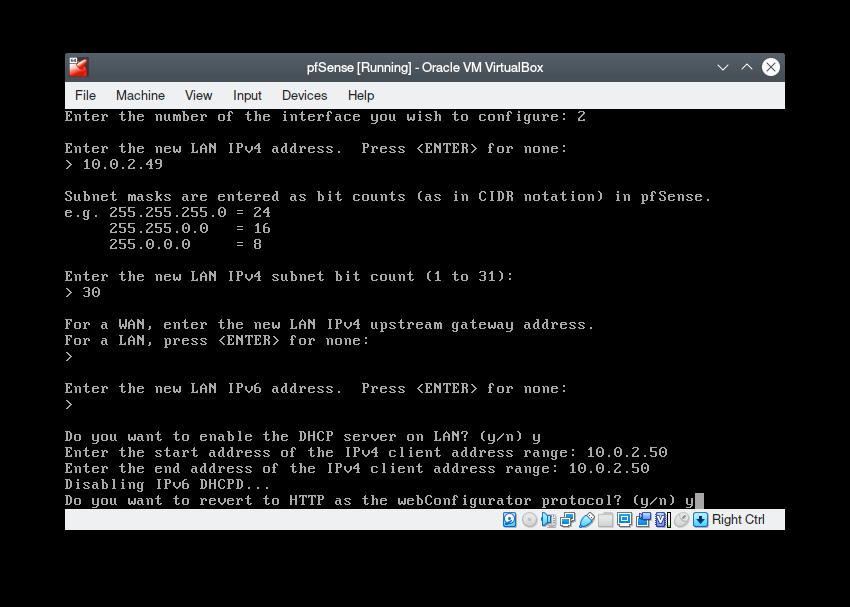 pfSense [Running] - Oracle VM VirtualBox
File Machine View Input Devices Help
Enter the number of the interface you wish to configure: 2
Enter the new LAN IPv4 address.  Press <ENTER> for none:
> 10.0.2.49
Subnet masks are entered as bit counts (as in CIDR notation) in pfSense.
e.g. 255.255.255.0 = 24
     255.255.0.0   = 16
     255.0.0.0     = 8
Enter the new LAN IPv4 subnet bit count (1 to 31):
> 30
For a WAN, enter the new LAN IPv4 upstream gateway address.
For a LAN, press <ENTER> for none:
>
Enter the new LAN IPv6 address.  Press <ENTER> for none:
>
Do you want to enable the DHCP server on LAN? (y/n) y
Enter the start address of the IPv4 client address range: 10.0.2.50
Enter the end address of the IPv4 client address range: 10.0.2.50
Disabling IPv6 DHCPD...
Do you want to revert to HTTP as the webConfigurator protocol? (y/n) y
Right Ctrl